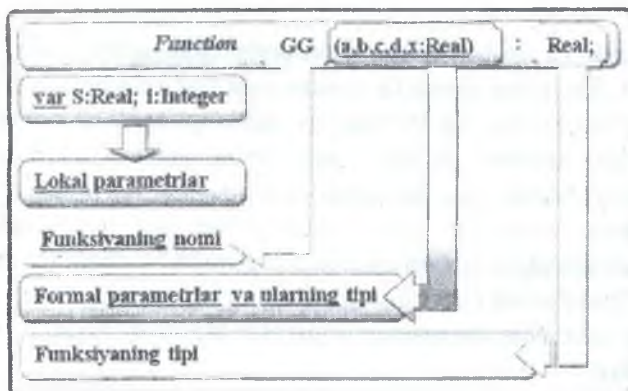 Function GG (a,b,c,d,x:Real) : Real;
var S:Real; i:Integer
Lokal parametrlar
Funksiyaning nomi
Formal parametrlar va ularning tipi
Funksiyaning tipi